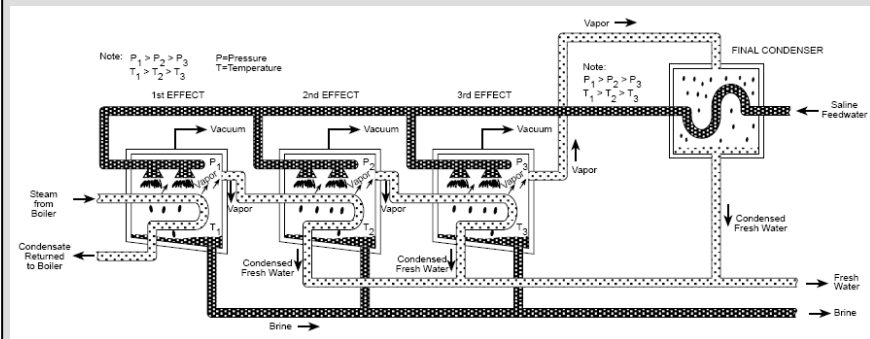 Vapor
FINAL CONDENSER
Note: P1 > P2 > P3
T1 > T2 > T3
P=Pressure
T=Temperature
Note:
P1 > P2 > P3
T1 > T2 > T3
1st EFFECT
2nd EFFECT
3rd EFFECT
Saline
Feedwater
Vacuum
Vacuum
Vacuum
P1
P2
P3
Vapor
Vapor
Vapor
Vapor
Steam
from
Boiler
Vapor
Vapor
T1
T2
T3
Condensed
Fresh Water
Condensate
Returned
to Boiler
Condensed
Fresh Water
Condensed
Fresh Water
Fresh
Water
Brine
Brine